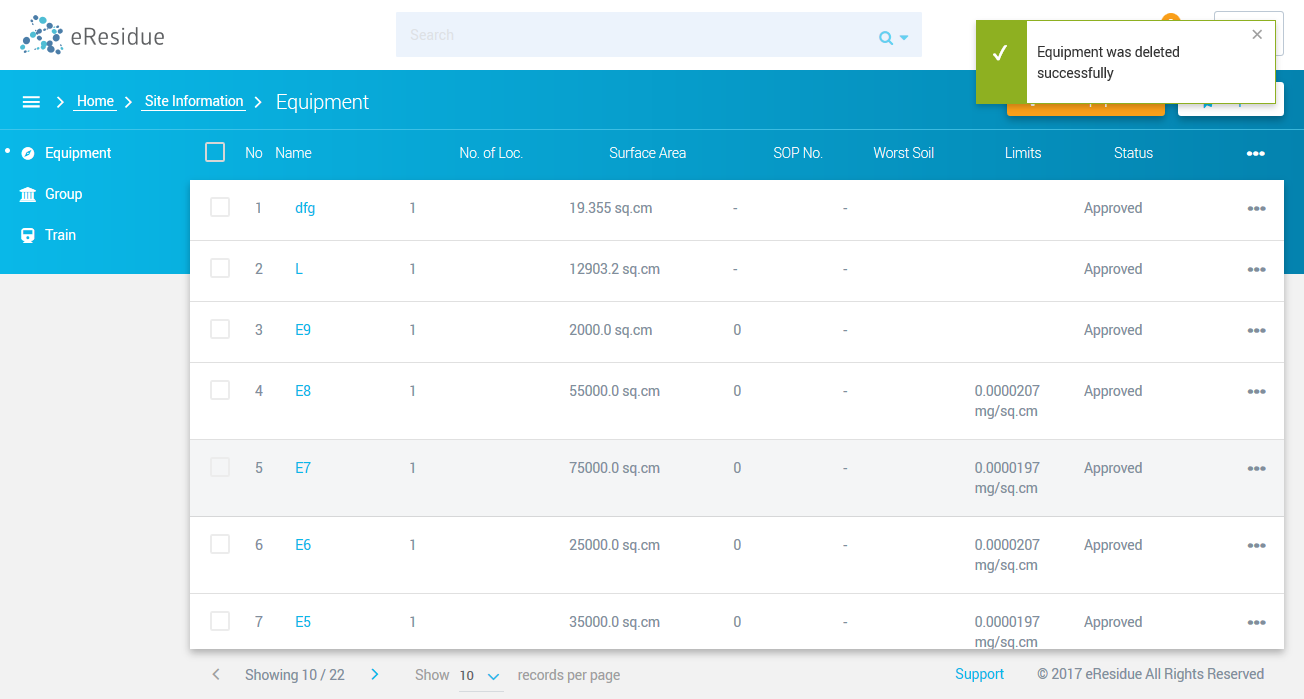 eResidue
Search
Equipment was deleted
successfully
Home
Site Information
Equipment
Equipment
Group
Train
No Name No. of Loc. Surface Area SOP No. Worst Soil Limits Status
1 dfg 1 19.355 sq.cm - - Approved
2 L 1 12903.2 sq.cm - - Approved
3 E9 1 2000.0 sq.cm 0 - Approved
4 E8 1 55000.0 sq.cm 0 - 0.0000207 Approved
mg/sq.cm
5 E7 1 75000.0 sq.cm 0 - 0.0000197 Approved
mg/sq.cm
6 E6 1 25000.0 sq.cm 0 - 0.0000207 Approved
mg/sq.cm
7 E5 1 35000.0 sq.cm 0 - 0.0000197 Approved
mg/sq.cm
Showing 10 / 22 Show 10 records per page Support © 2017 eResidue All Rights Reserved